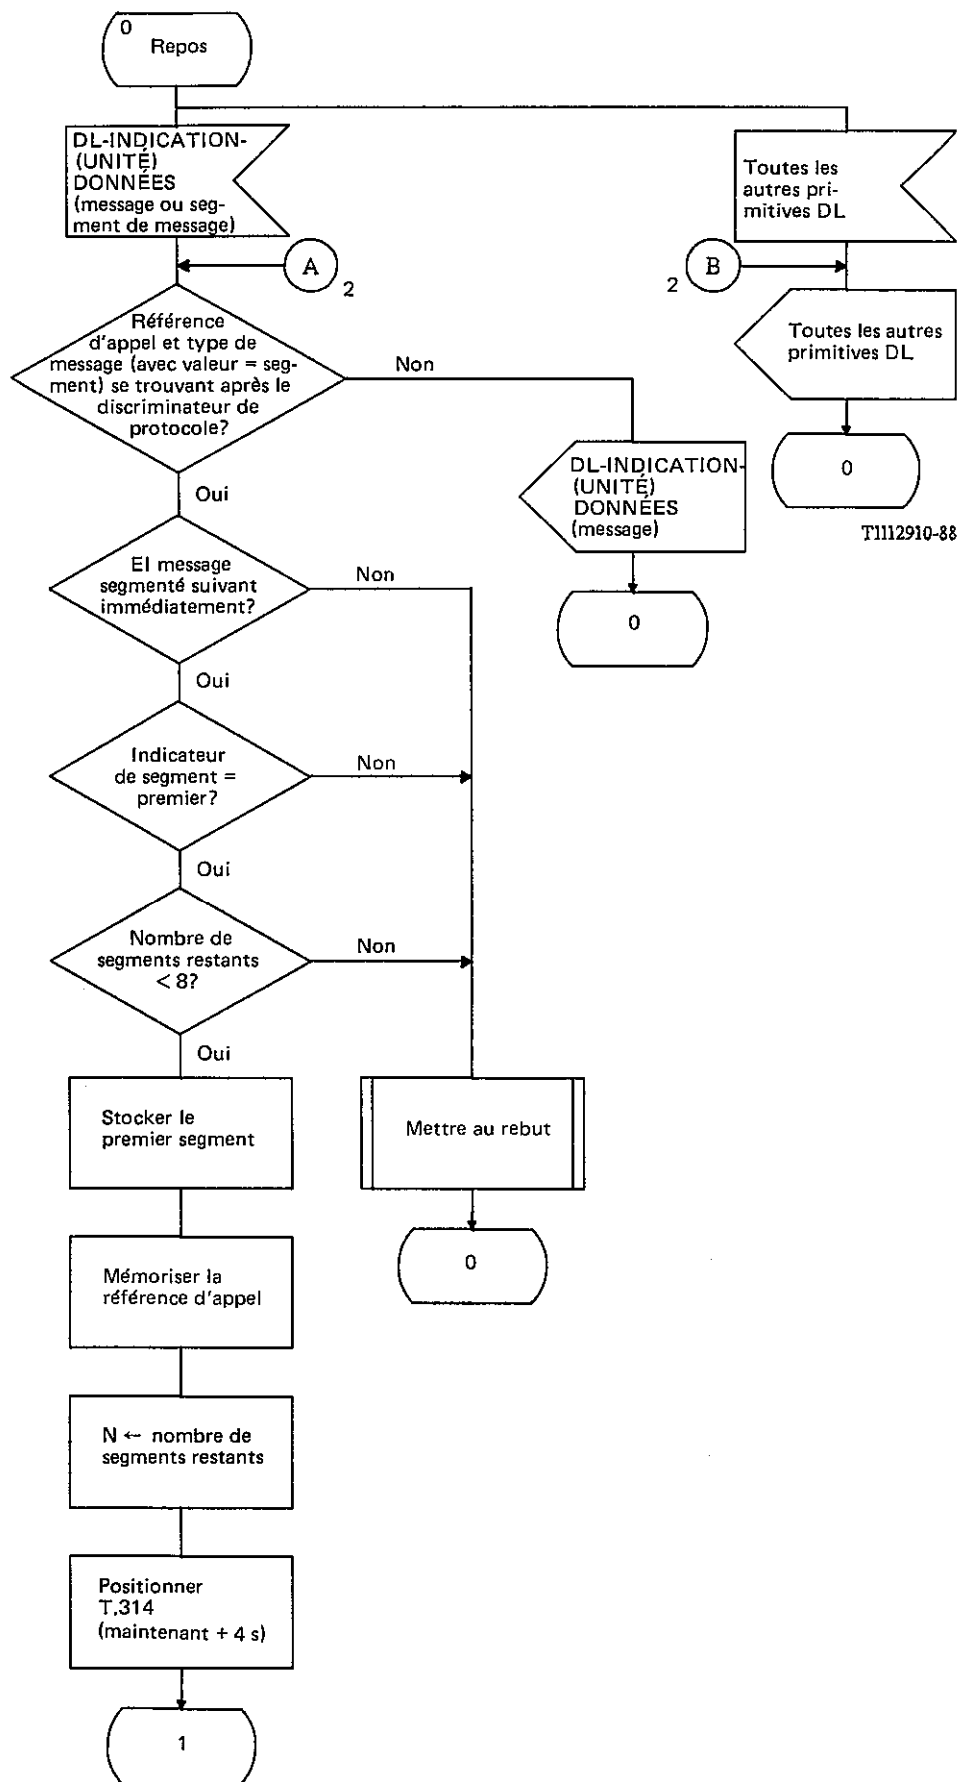 0
Repos
DL-INDICATION-
(UNITÉ)
DONNÉES
(message ou seg-
ment de message)
Toutes les
autres pri-
mitives DL
A
2
2
B
Référence
d'appel et type de
message (avec valeur = seg-
ment) se trouvant après le
discriminateur de
protocole?
Non
Toutes les autres
primitives DL
Oui
DL-INDICATION-
(UNITÉ)
DONNÉES
(message)
0
T1112910-88
EI message
segmenté suivant
immédiatement?
Non
0
Oui
Indicateur
de segment =
premier?
Non
Oui
Nombre de
segments restants
< 8?
Non
Oui
Stocker le
premier segment
Mettre au rebut
0
Mémoriser la
référence d'appel
N ← nombre de
segments restants
Positionner
T.314
(maintenant + 4 s)
1